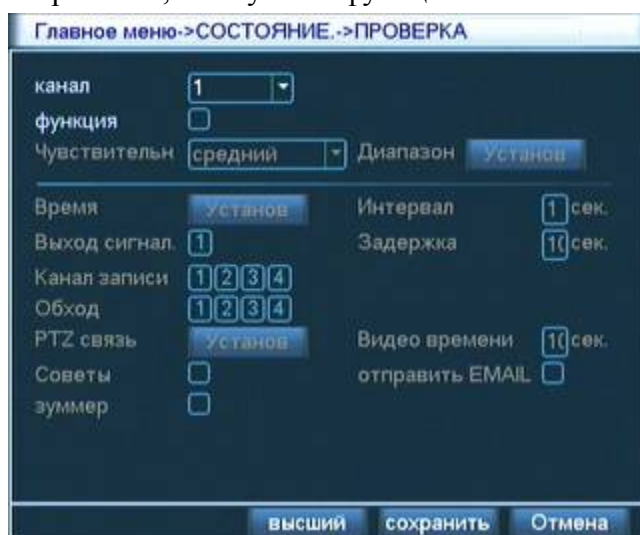 Главное меню->СОСТОЯНИЕ.->ПРОВЕРКА
канал 1
функция
Чувствительн средний Диапазон Установ
Время Установ Интервал 1 сек.
Выход сигнал. 1 Задержка 10 сек.
Канал записи 1 2 3 4
Обход 1 2 3 4
PTZ связь Установ Видео времени 10 сек.
Советы отправить EMAIL
зуммер
высший сохранить Отмена